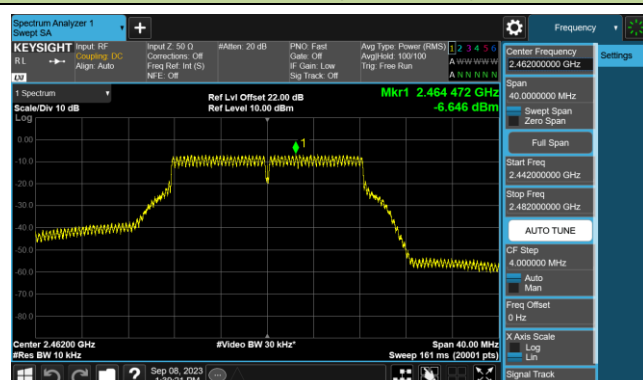 Spectrum Analyzer 1
Swept SA
+
Frequency
KEYSIGHT
RL
LXI
Input: RF
Coupling: DC
Align: Auto
Input Z: 50 Ω
Corrections: Off
Freq Ref: Int (S)
NFE: Off
#Atten: 20 dB
PNO: Fast
Gate: Off
IF Gain: Low
Sig Track: Off
Avg Type: Power (RMS)
Avg|Hold: 100/100
Trig: Free Run
1 2 3 4 5 6
A W W W W W
A N N N N N
Center Frequency
2.462000000 GHz
Settings
Span
40.0000000 MHz
Swept Span
Zero Span
Full Span
Start Freq
2.442000000 GHz
Stop Freq
2.482000000 GHz
AUTO TUNE
CF Step
4.000000 MHz
Auto
Man
Freq Offset
0 Hz
X Axis Scale
Log
Lin
Signal Track
1 Spectrum
Scale/Div 10 dB
Log
Ref Lvl Offset 22.00 dB
Ref Level 10.00 dBm
Mkr1 2.464 472 GHz
-6.646 dBm
1
0.00
-10.0
-20.0
-30.0
-40.0
-50.0
-60.0
-70.0
-80.0
Center 2.46200 GHz
#Res BW 10 kHz
#Video BW 30 kHz*
Span 40.00 MHz
Sweep 161 ms (20001 pts)
?
Sep 08, 2023